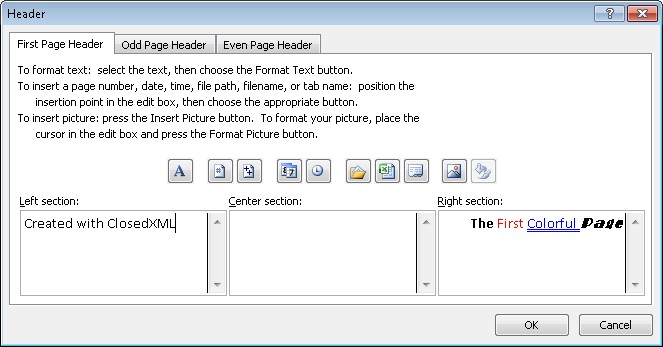 Header
First Page Header Odd Page Header Even Page Header
To format text: select the text, then choose the Format Text button.
To insert a page number, date, time, file path, filename, or tab name: position the
insertion point in the edit box, then choose the appropriate button.
To insert picture: press the Insert Picture button. To format your picture, place the
cursor in the edit box and press the Format Picture button.
Left section: Center section: Right section:
Created with ClosedXML The First Colorful Page
OK Cancel